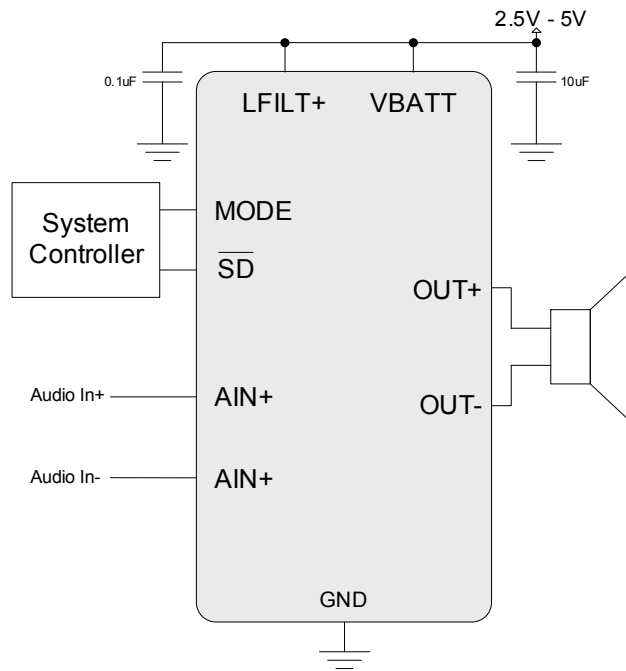 2.5V - 5V
0.1uF
10uF
LFILT+
VBATT
System
Controller
MODE
SD
OUT+
Audio In+
AIN+
OUT-
Audio In-
AIN+
GND